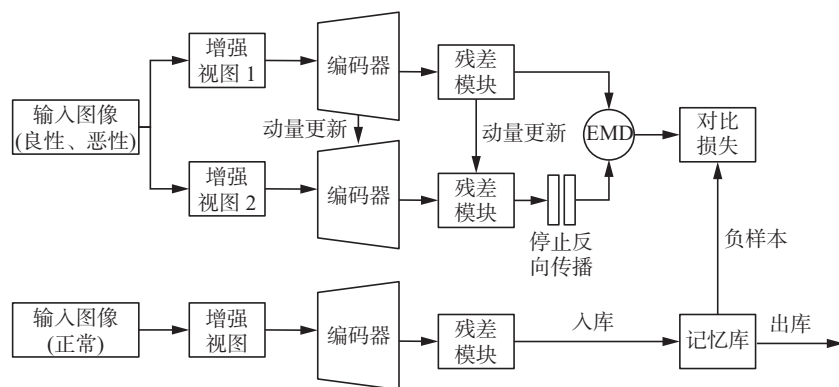 增强
视图 1
编码器
残差
模块
输入图像
(良性、恶性)
动量更新
动量更新
EMD
对比
损失
增强
视图 2
编码器
残差
模块
停止反
向传播
负样本
输入图像
(正常)
增强
视图
编码器
残差
模块
入库
记忆库
出库